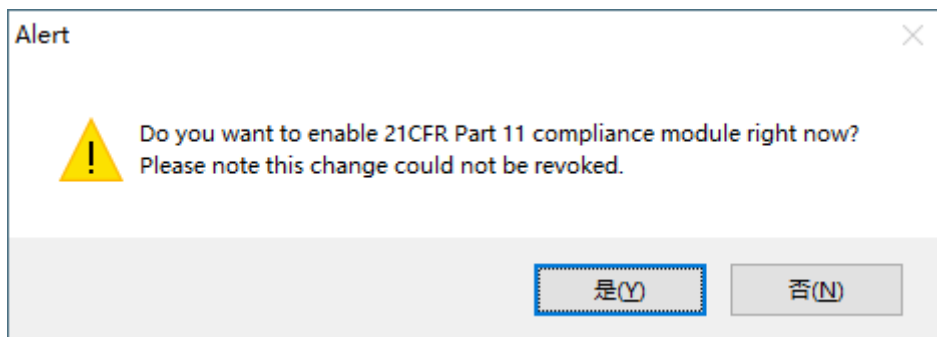 Alert
Do you want to enable 21CFR Part 11 compliance module right now?
Please note this change could not be revoked.
是(Y)
否(N)